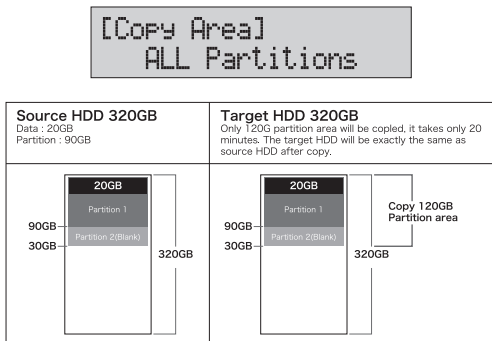 [Copy Area]
ALL Partitions
Source HDD 320GB
Data : 20GB
Partition : 90GB
Target HDD 320GB
Only 120G partition area will be copled, it takes only 20
minutes. The target HDD will be exactly the same as
source HDD after copy.
20GB
Partition 1
90GB
Partition 2(Blank)
30GB
320GB
20GB
Partition 1
90GB
Partition 2(Blank)
30GB
320GB
Copy 120GB
Partition area